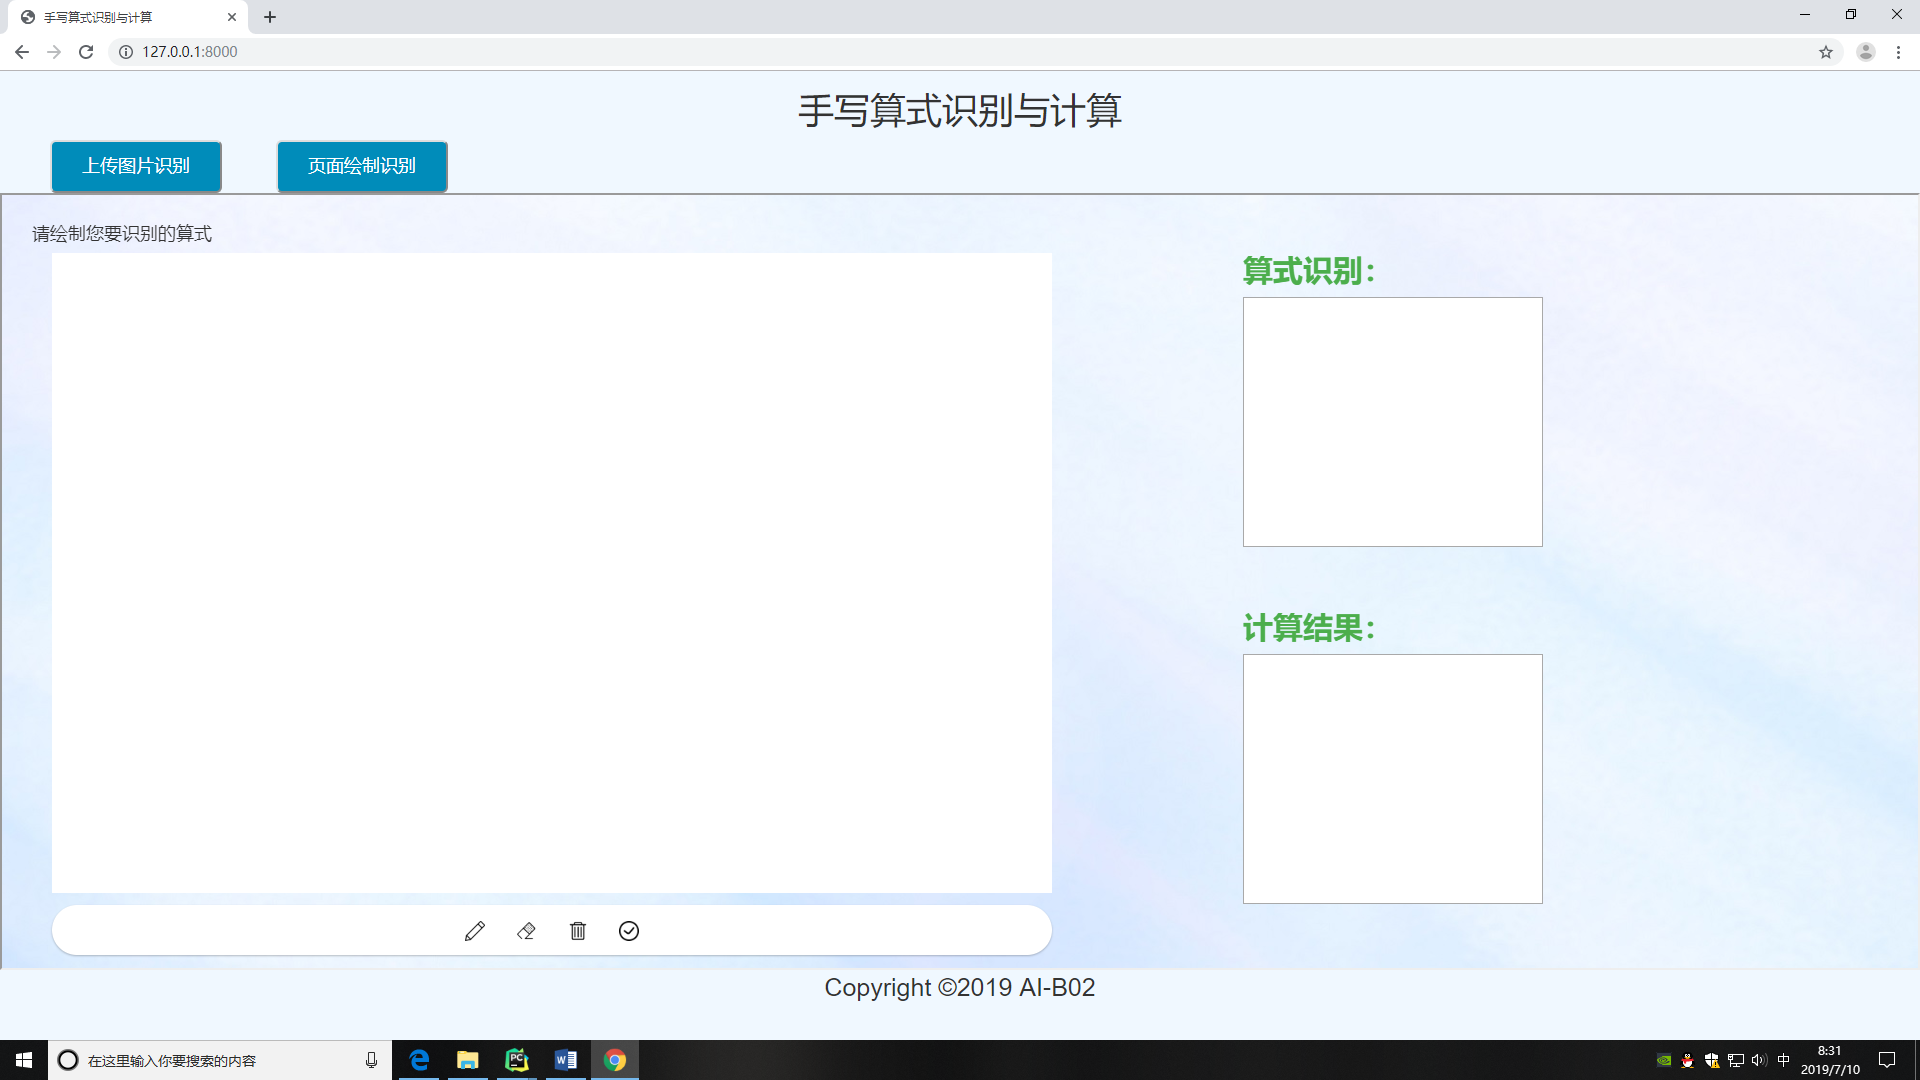 手写算式识别与计算
127.0.0.1:8000
手写算式识别与计算
上传图片识别
页面绘制识别
请绘制您要识别的算式
算式识别：
计算结果：
Copyright ©2019 AI-B02
在这里输入你要搜索的内容
中
8:31
2019/7/10